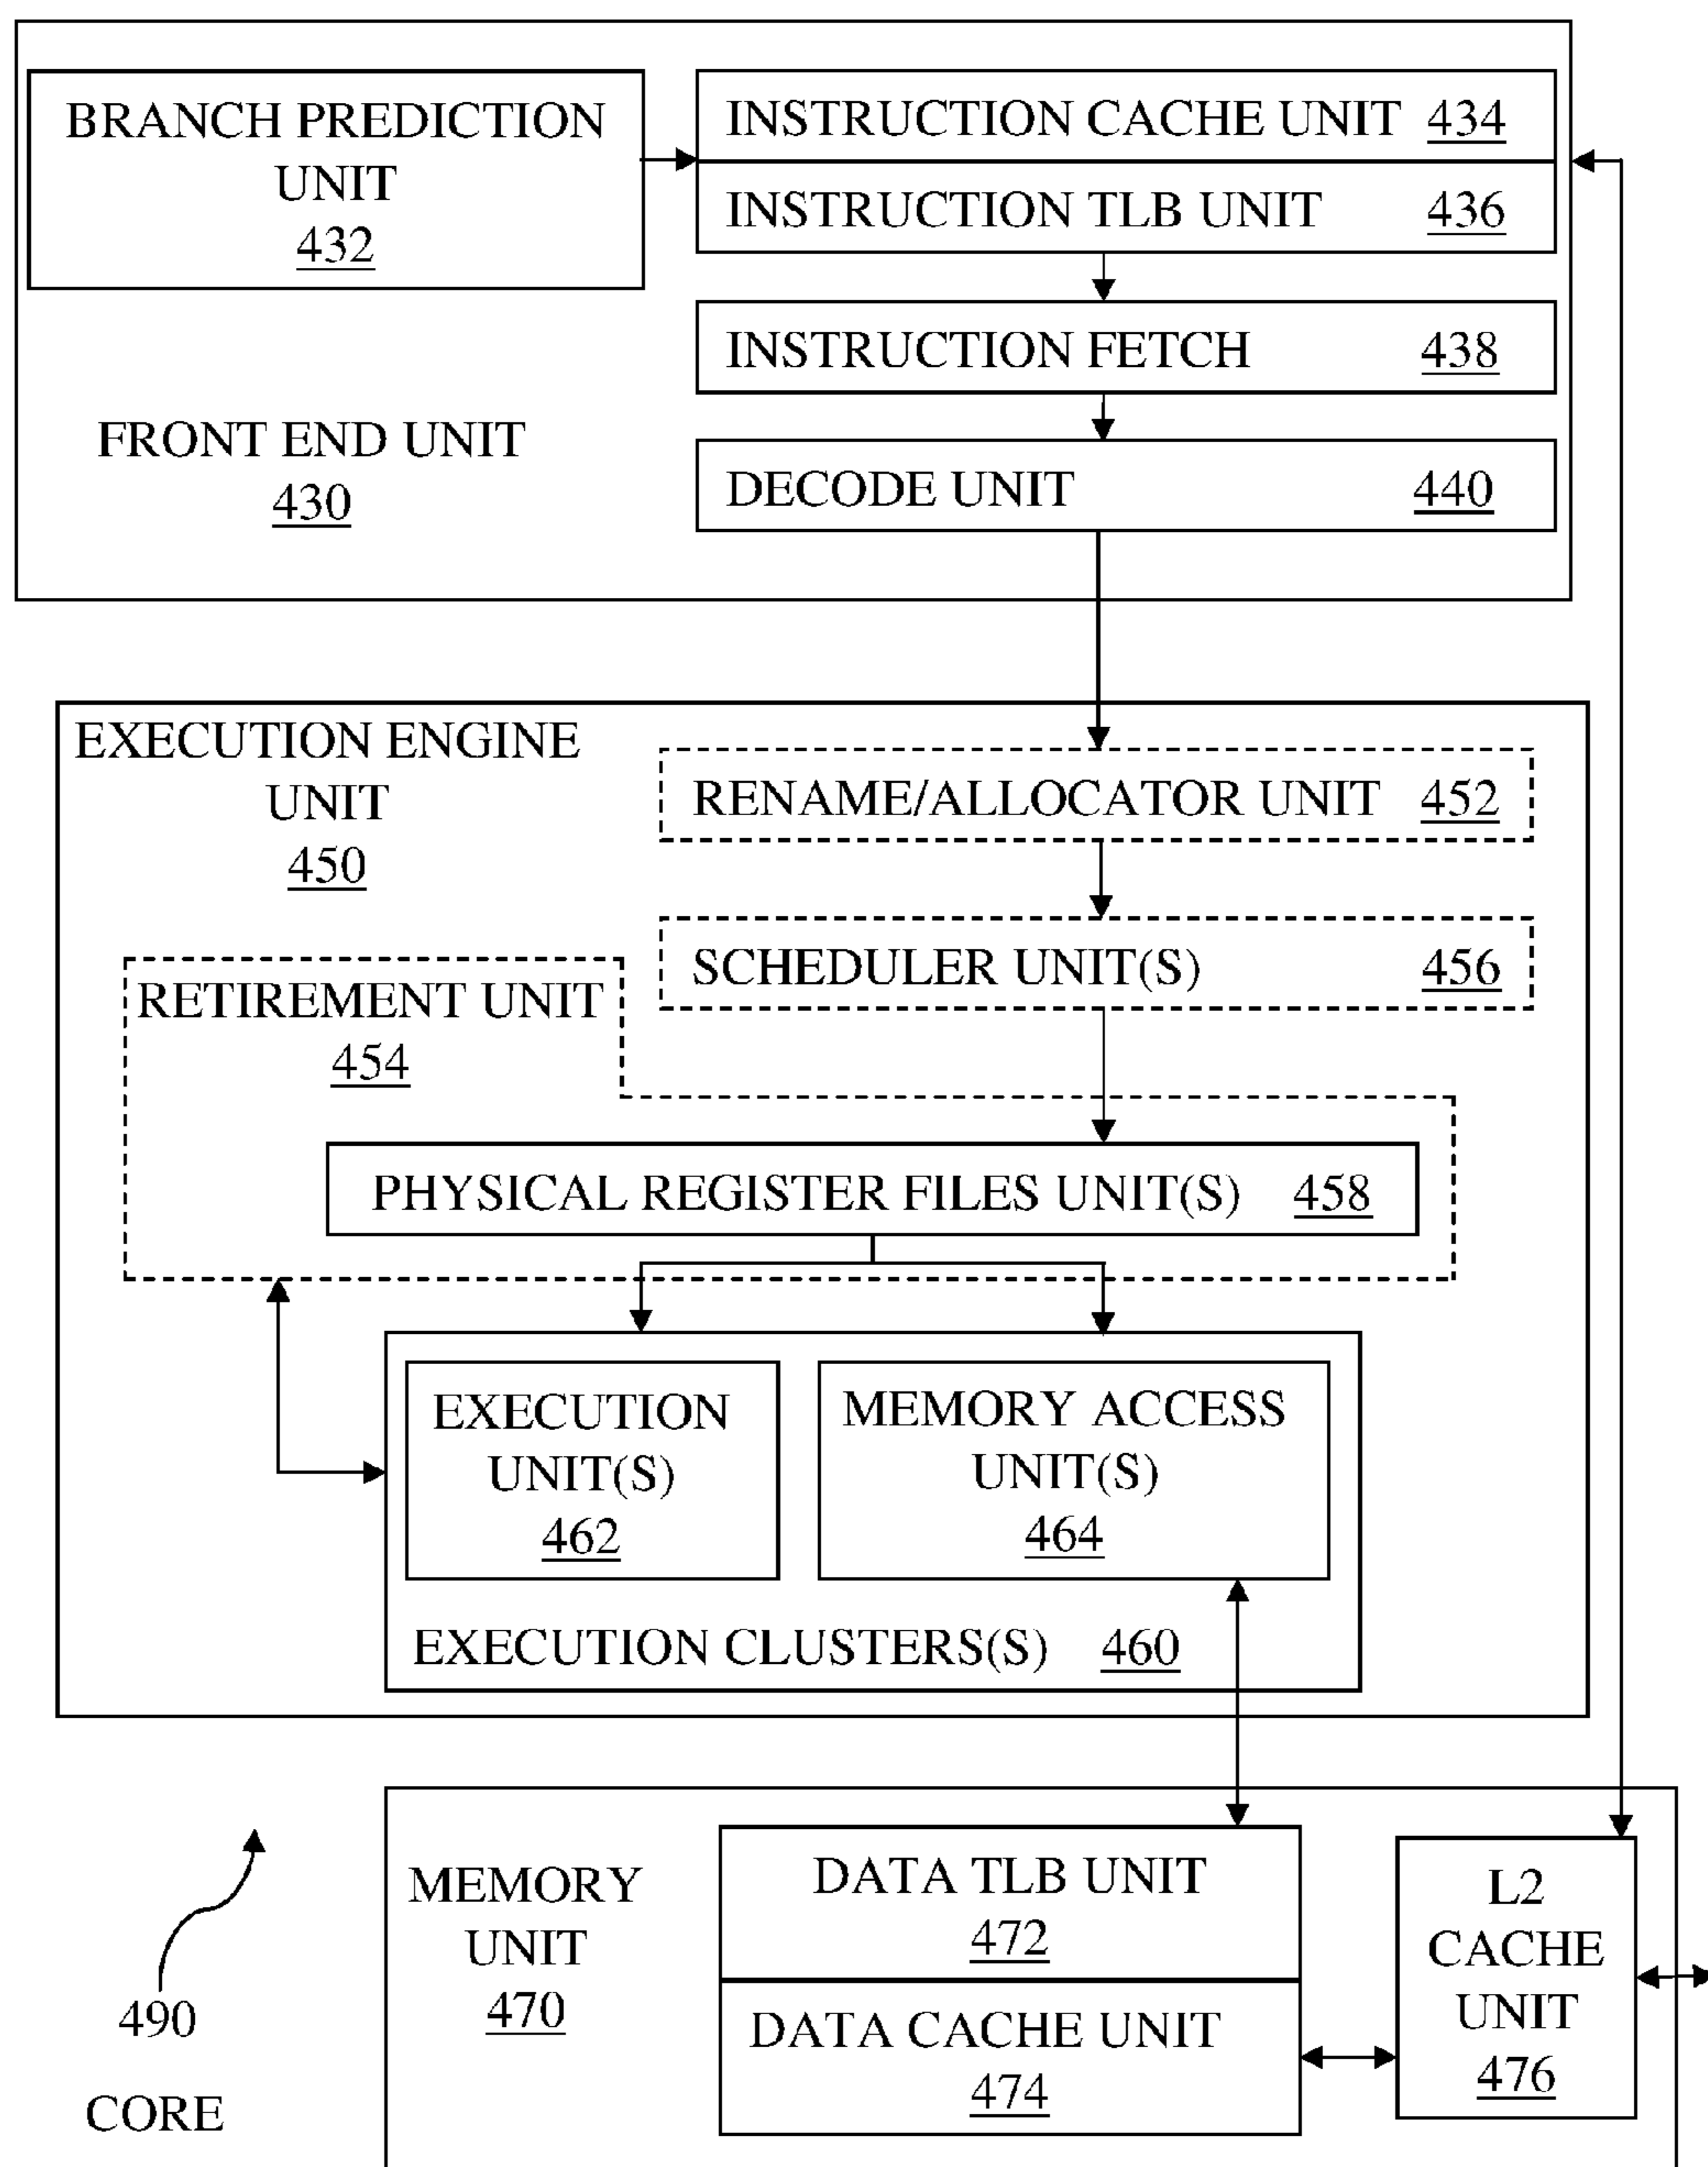 BRANCH PREDICTION
UNIT
432
INSTRUCTION CACHE UNIT 434
INSTRUCTION TLB UNIT 436
INSTRUCTION FETCH 438
FRONT END UNIT
430
DECODE UNIT 440
EXECUTION ENGINE
UNIT
450
RENAME/ALLOCATOR UNIT 452
SCHEDULER UNIT(S) 456
RETIREMENT UNIT
454
PHYSICAL REGISTER FILES UNIT(S) 458
EXECUTION
UNIT(S)
462
MEMORY ACCESS
UNIT(S)
464
EXECUTION CLUSTERS(S) 460
MEMORY
UNIT
470
DATA TLB UNIT
472
DATA CACHE UNIT
474
L2
CACHE
UNIT
476
490
CORE